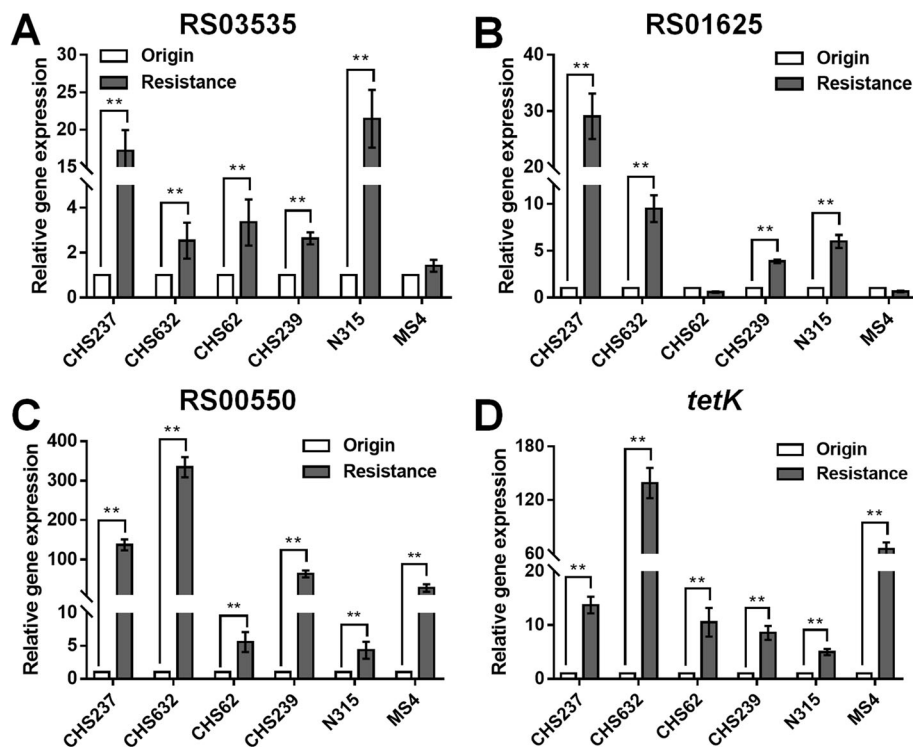 A
RS03535
Origin
Resistance
Relative gene expression
30
25
20
15
4
2
0
**
**
**
**
**
CHS237
CHS632
CHS62
CHS239
N315
MS4
B
RS01625
Origin
Resistance
Relative gene expression
40
30
20
10
5
0
**
**
**
**
CHS237
CHS632
CHS62
CHS239
N315
MS4
C
RS00550
Origin
Resistance
Relative gene expression
400
300
200
100
10
5
0
**
**
**
**
**
**
CHS237
CHS632
CHS62
CHS239
N315
MS4
D
tetK
Origin
Resistance
Relative gene expression
180
140
100
60
20
10
0
**
**
**
**
**
**
CHS237
CHS632
CHS62
CHS239
N315
MS4